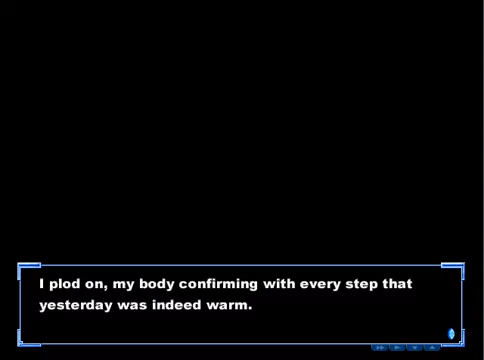 I plod on, my body confirming with every step that
yesterday was indeed warm.